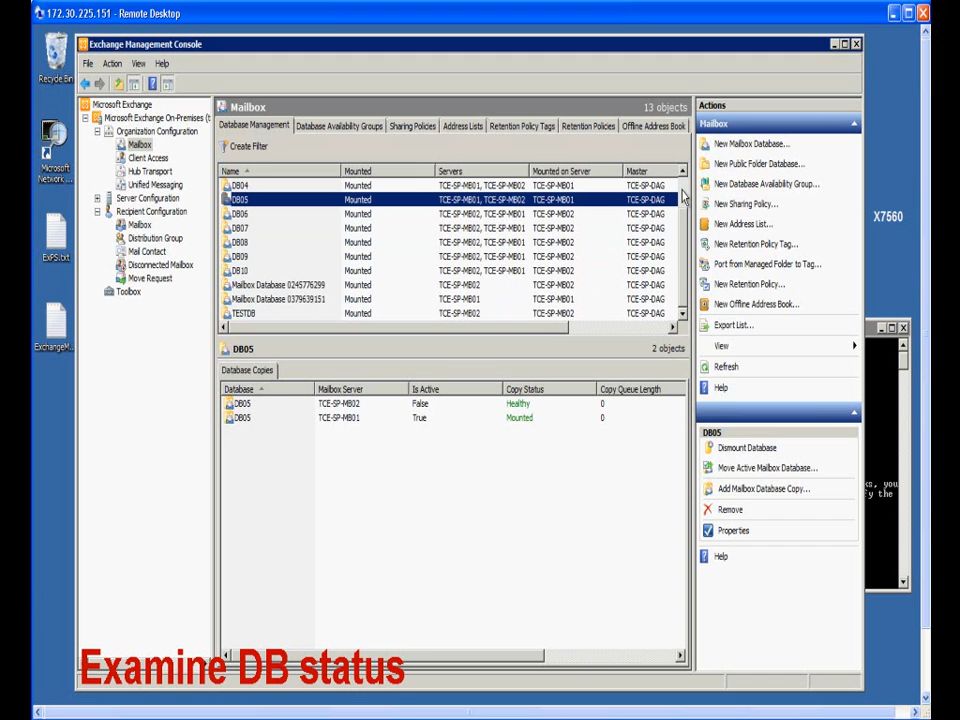 172.30.225.151 - Remote Desktop
Recycle Bin
Microsoft
Network...
ExPS.txt
ExchangeM...
Exchange Management Console
File Action View Help
Microsoft Exchange
Microsoft Exchange On-Premises (t
Organization Configuration
Mailbox
Client Access
Hub Transport
Unified Messaging
Server Configuration
Recipient Configuration
Mailbox
Distribution Group
Mail Contact
Disconnected Mailbox
Move Request
Toolbox
Mailbox 13 objects
Database Management Database Availability Groups Sharing Policies Address Lists Retention Policy Tags Retention Policies Offline Address Book
Create Filter
Name Mounted Servers Mounted on Server Master
DB04 Mounted TCE-SP-MB01, TCE-SP-MB02 TCE-SP-MB01 TCE-SP-DAG
DB05 Mounted TCE-SP-MB01, TCE-SP-MB02 TCE-SP-MB01 TCE-SP-DAG
DB06 Mounted TCE-SP-MB02, TCE-SP-MB01 TCE-SP-MB02 TCE-SP-DAG
DB07 Mounted TCE-SP-MB02, TCE-SP-MB01 TCE-SP-MB02 TCE-SP-DAG
DB08 Mounted TCE-SP-MB02, TCE-SP-MB01 TCE-SP-MB02 TCE-SP-DAG
DB09 Mounted TCE-SP-MB02, TCE-SP-MB01 TCE-SP-MB02 TCE-SP-DAG
DB10 Mounted TCE-SP-MB02, TCE-SP-MB01 TCE-SP-MB02 TCE-SP-DAG
Mailbox Database 0245776299 Mounted TCE-SP-MB02 TCE-SP-MB02 TCE-SP-DAG
Mailbox Database 0379639151 Mounted TCE-SP-MB01 TCE-SP-MB01 TCE-SP-DAG
TESTDB Mounted TCE-SP-MB02 TCE-SP-MB02 TCE-SP-DAG
DB05 2 objects
Database Copies
Database Mailbox Server Is Active Copy Status Copy Queue Length
DB05 TCE-SP-MB02 False Healthy 0
DB05 TCE-SP-MB01 True Mounted 0
Actions
Mailbox
New Mailbox Database...
New Public Folder Database...
New Database Availability Group...
New Sharing Policy...
New Address List...
New Retention Policy Tag...
Port from Managed Folder to Tag...
New Retention Policy...
New Offline Address Book...
Export List...
View
Refresh
Help
DB05
Dismount Database
Move Active Mailbox Database...
Add Mailbox Database Copy...
Remove
Properties
Help
X7560
ks, you
fy the
Examine DB status